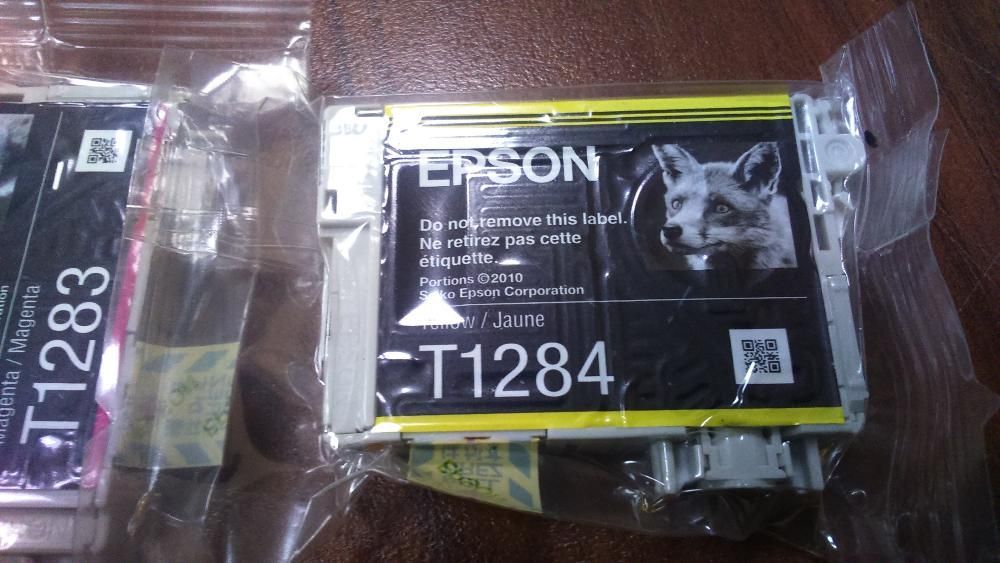 Magenta / Magenta
T1283
EPSON
Do not remove this label.
Ne retirez pas cette
étiquette.
Portions ©2010
Seiko Epson Corporation
Yellow / Jaune
T1284